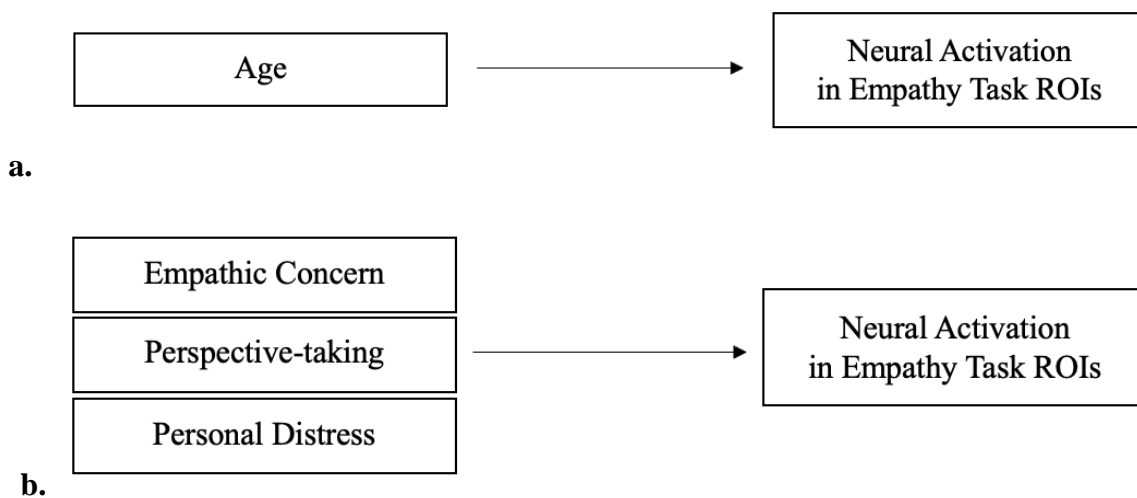 Age
Neural Activation
in Empathy Task ROIs
a.
Empathic Concern
Perspective-taking
Personal Distress
Neural Activation
in Empathy Task ROIs
b.